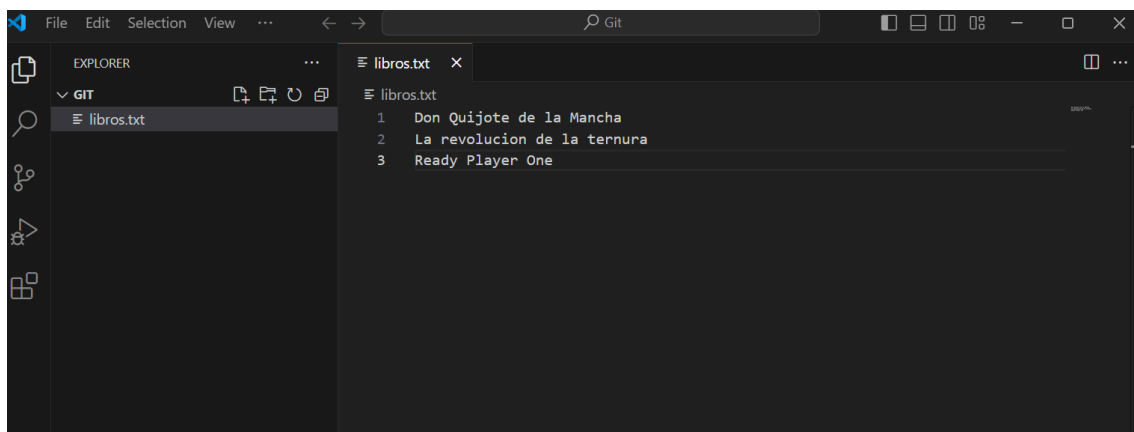 File Edit Selection View ··· ← → Git
EXPLORER ···
libros.txt ×
···
GIT
libros.txt
libros.txt
1 Don Quijote de la Mancha
2 La revolucion de la ternura
3 Ready Player One